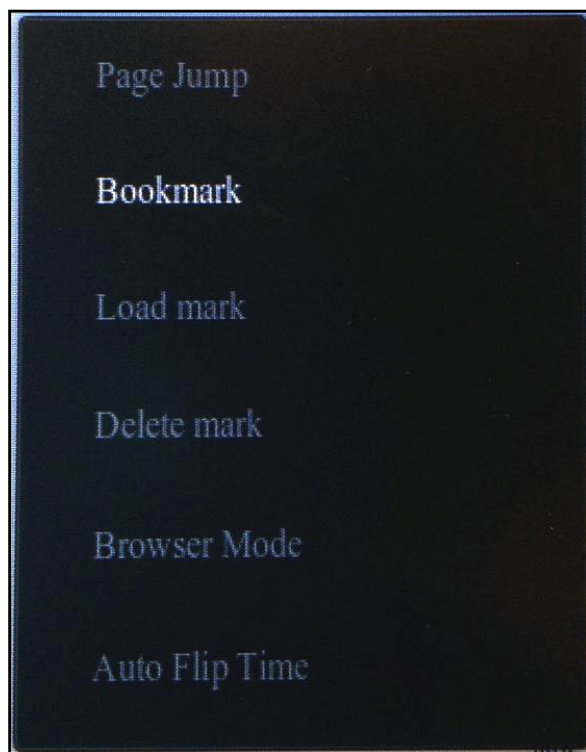 Page Jump
Bookmark
Load mark
Delete mark
Browser Mode
Auto Flip Time